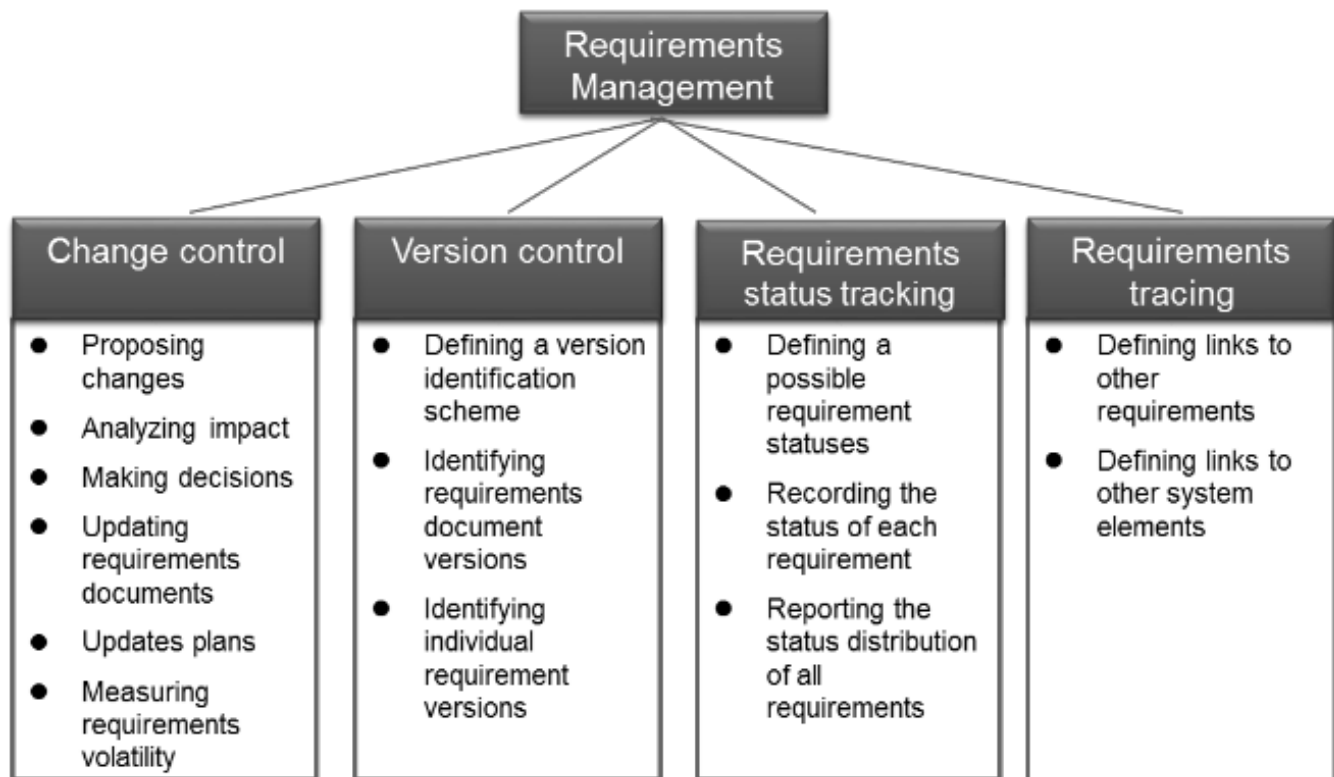 Requirements
Management
Change control
● Proposing
changes
● Analyzing impact
● Making decisions
● Updating
requirements
documents
● Updates plans
● Measuring
requirements
volatility
Version control
● Defining a version
identification
scheme
● Identifying
requirements
document
versions
● Identifying
individual
requirement
versions
Requirements
status tracking
● Defining a
possible
requirement
statuses
● Recording the
status of each
requirement
● Reporting the
status distribution
of all
requirements
Requirements
tracing
● Defining links to
other
requirements
● Defining links to
other system
elements